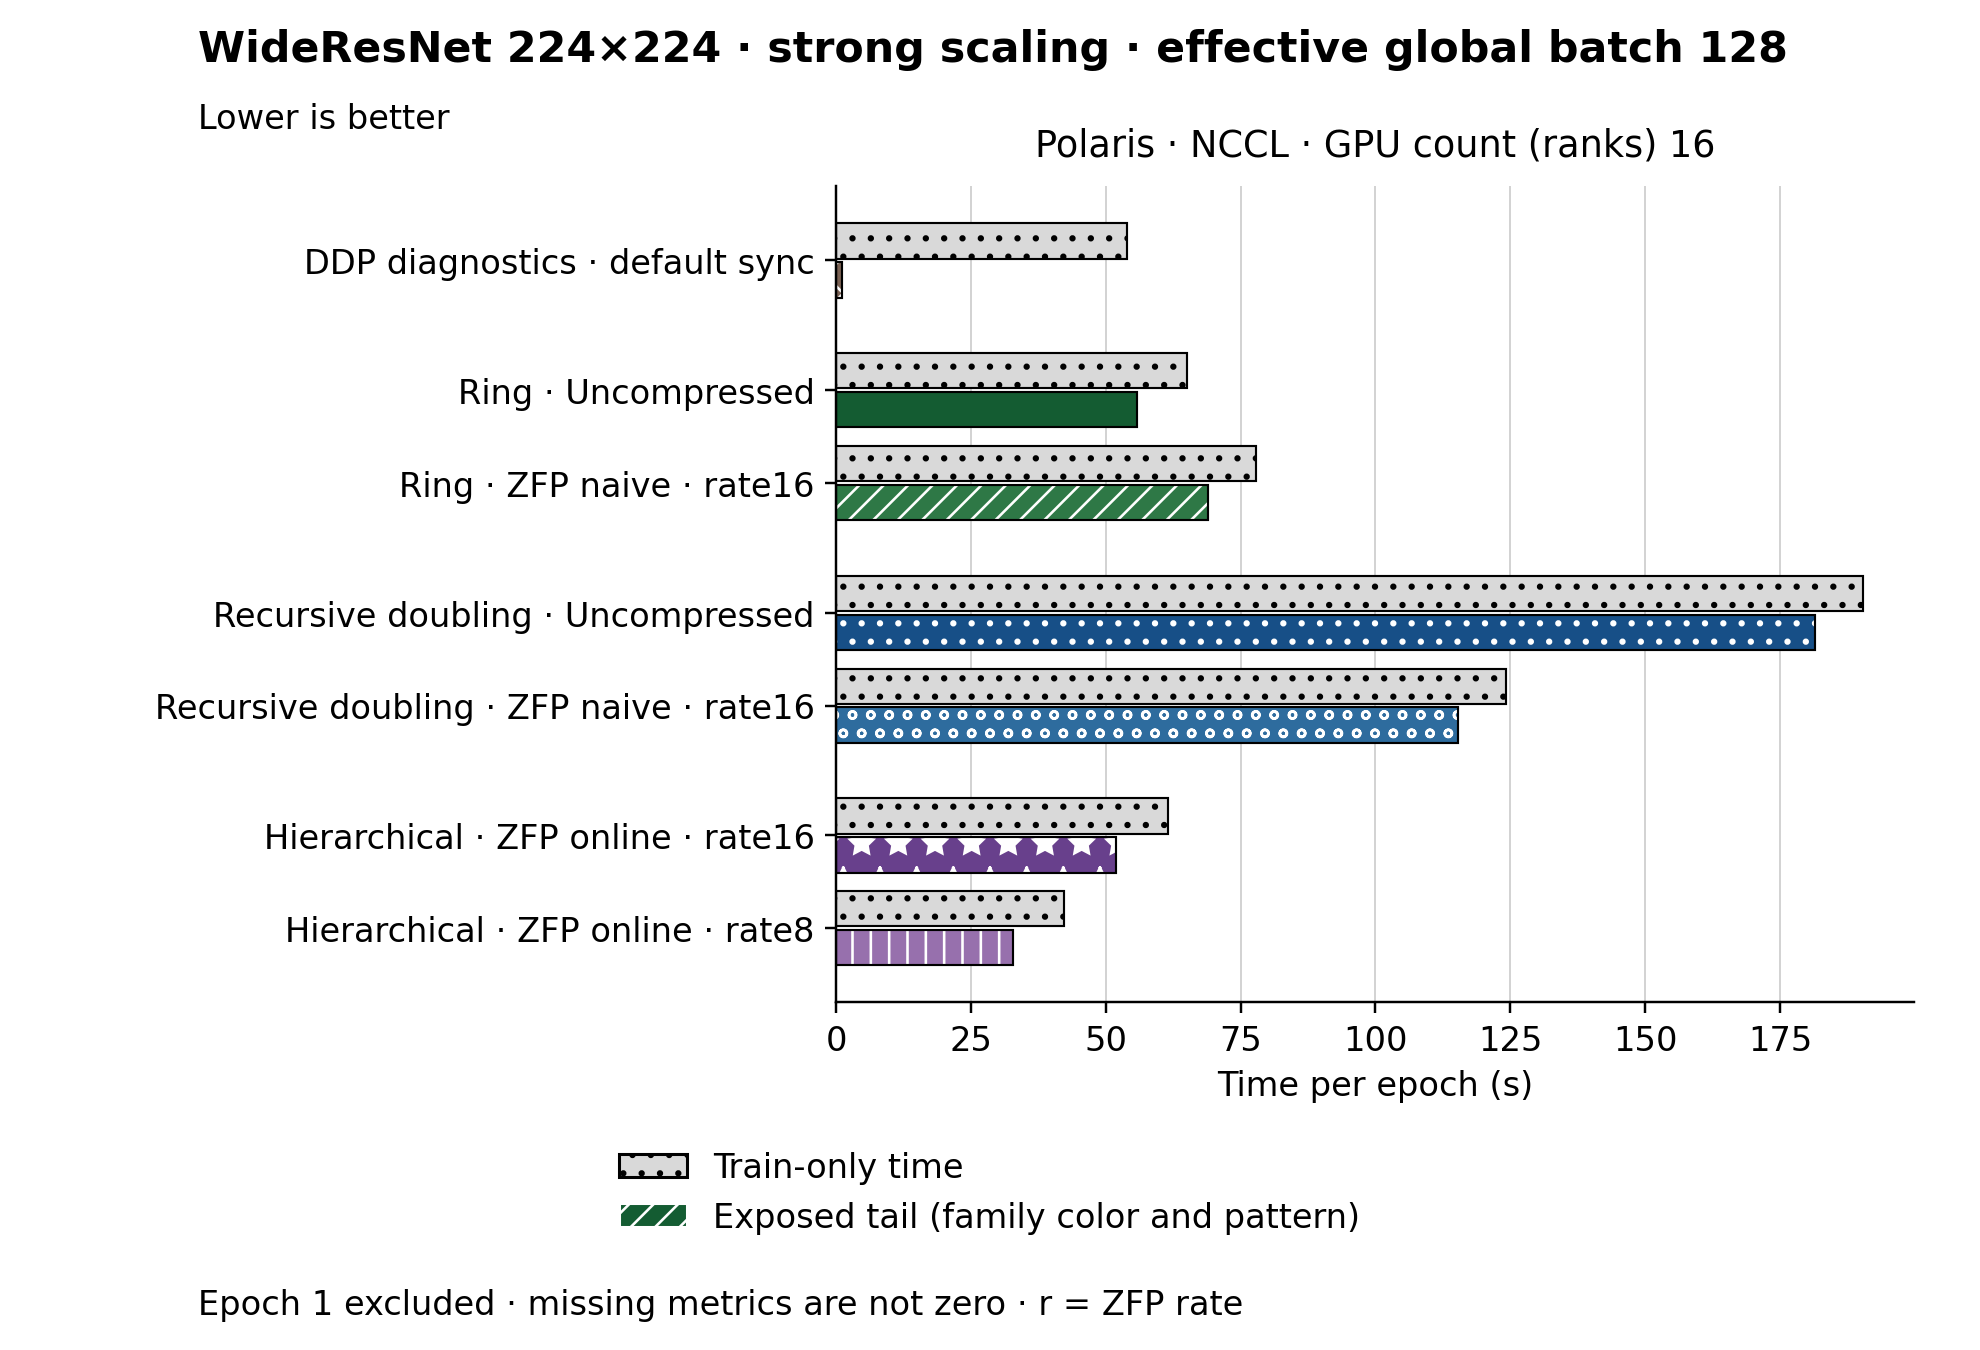 WideResNet 224×224 · strong scaling · effective global batch 128
Lower is better
Polaris · NCCL · GPU count (ranks) 16
DDP diagnostics · default sync
Ring · Uncompressed
Ring · ZFP naive · rate16
Recursive doubling · Uncompressed
Recursive doubling · ZFP naive · rate16
Hierarchical · ZFP online · rate16
Hierarchical · ZFP online · rate8
0 25 50 75 100 125 150 175
Time per epoch (s)
Train-only time
Exposed tail (family color and pattern)
Epoch 1 excluded · missing metrics are not zero · r = ZFP rate